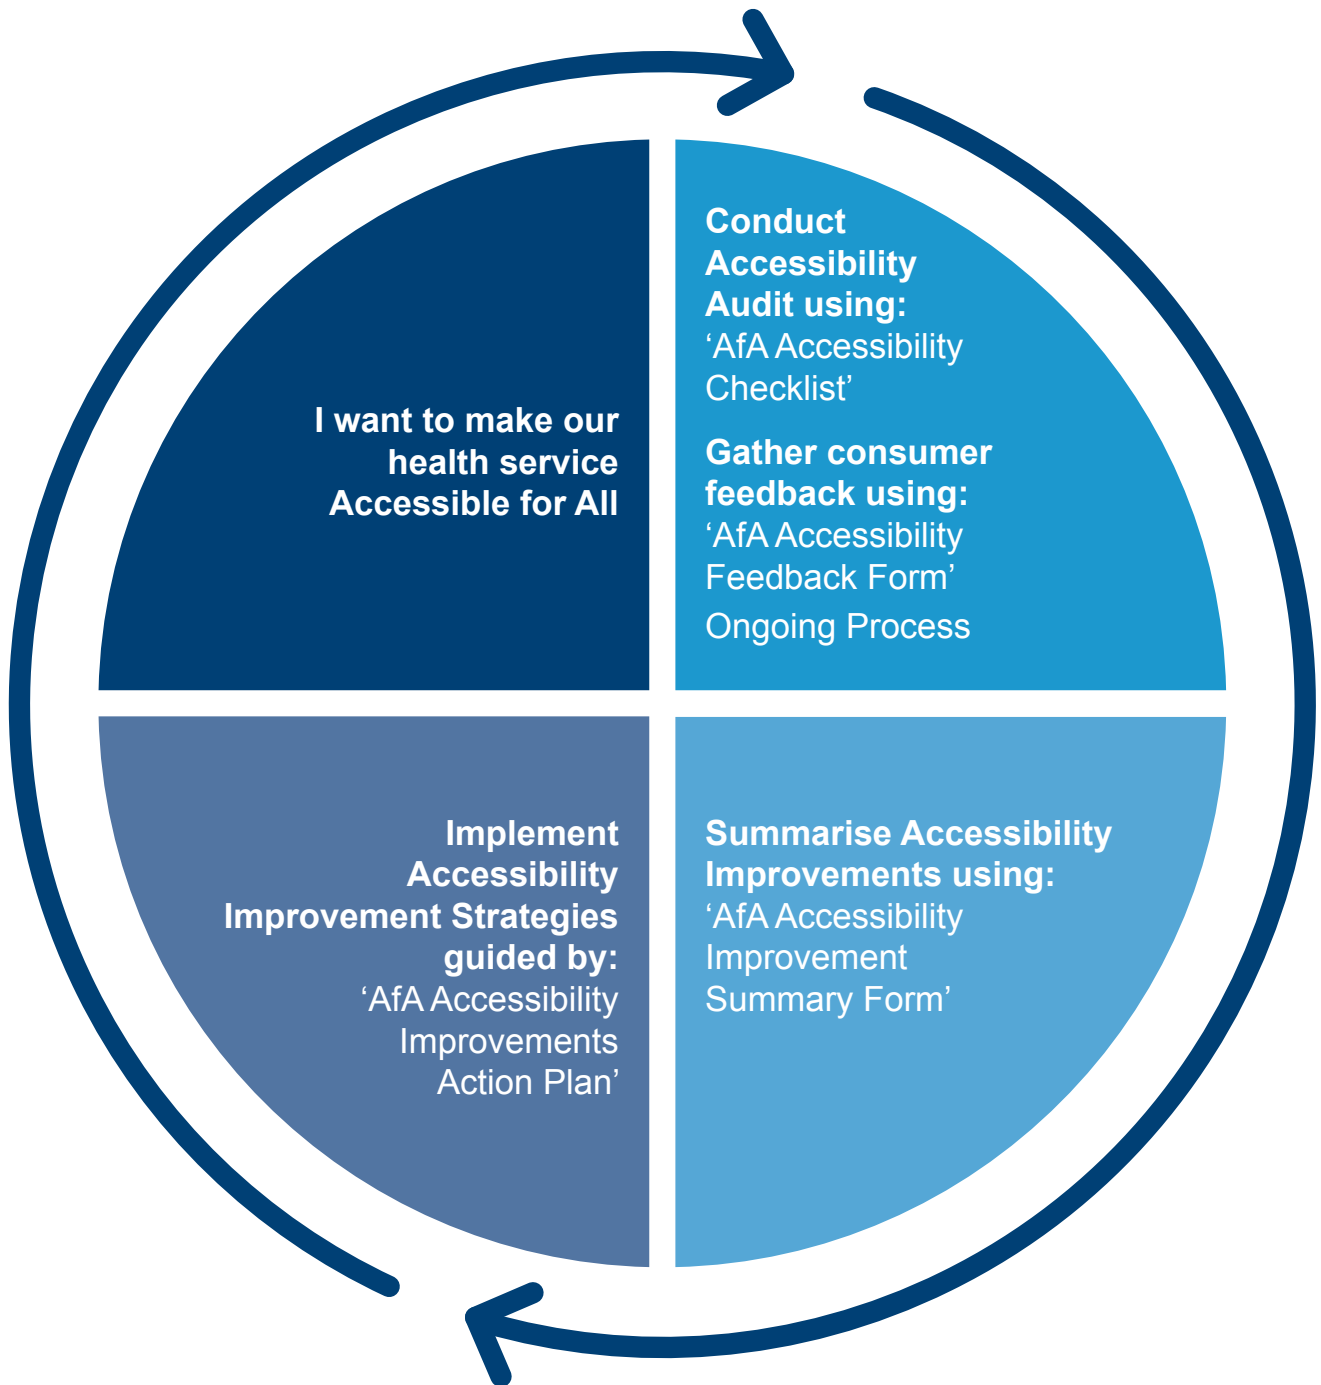 I want to make our
health service
Accessible for All
Conduct
Accessibility
Audit using:
‘AfA Accessibility
Checklist’
Gather consumer
feedback using:
‘AfA Accessibility
Feedback Form’
Ongoing Process
Summarise Accessibility
Improvements using:
‘AfA Accessibility
Improvement
Summary Form’
Implement
Accessibility
Improvement Strategies
guided by:
‘AfA Accessibility
Improvements
Action Plan’